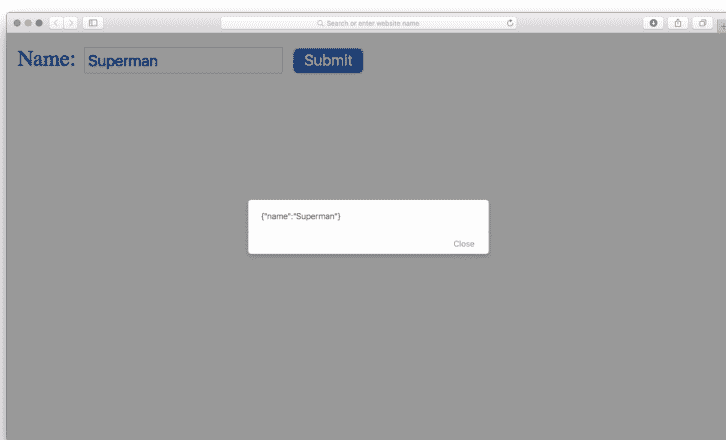 Search or enter website name
Name: Superman Submit
{"name":"Superman"}
Close